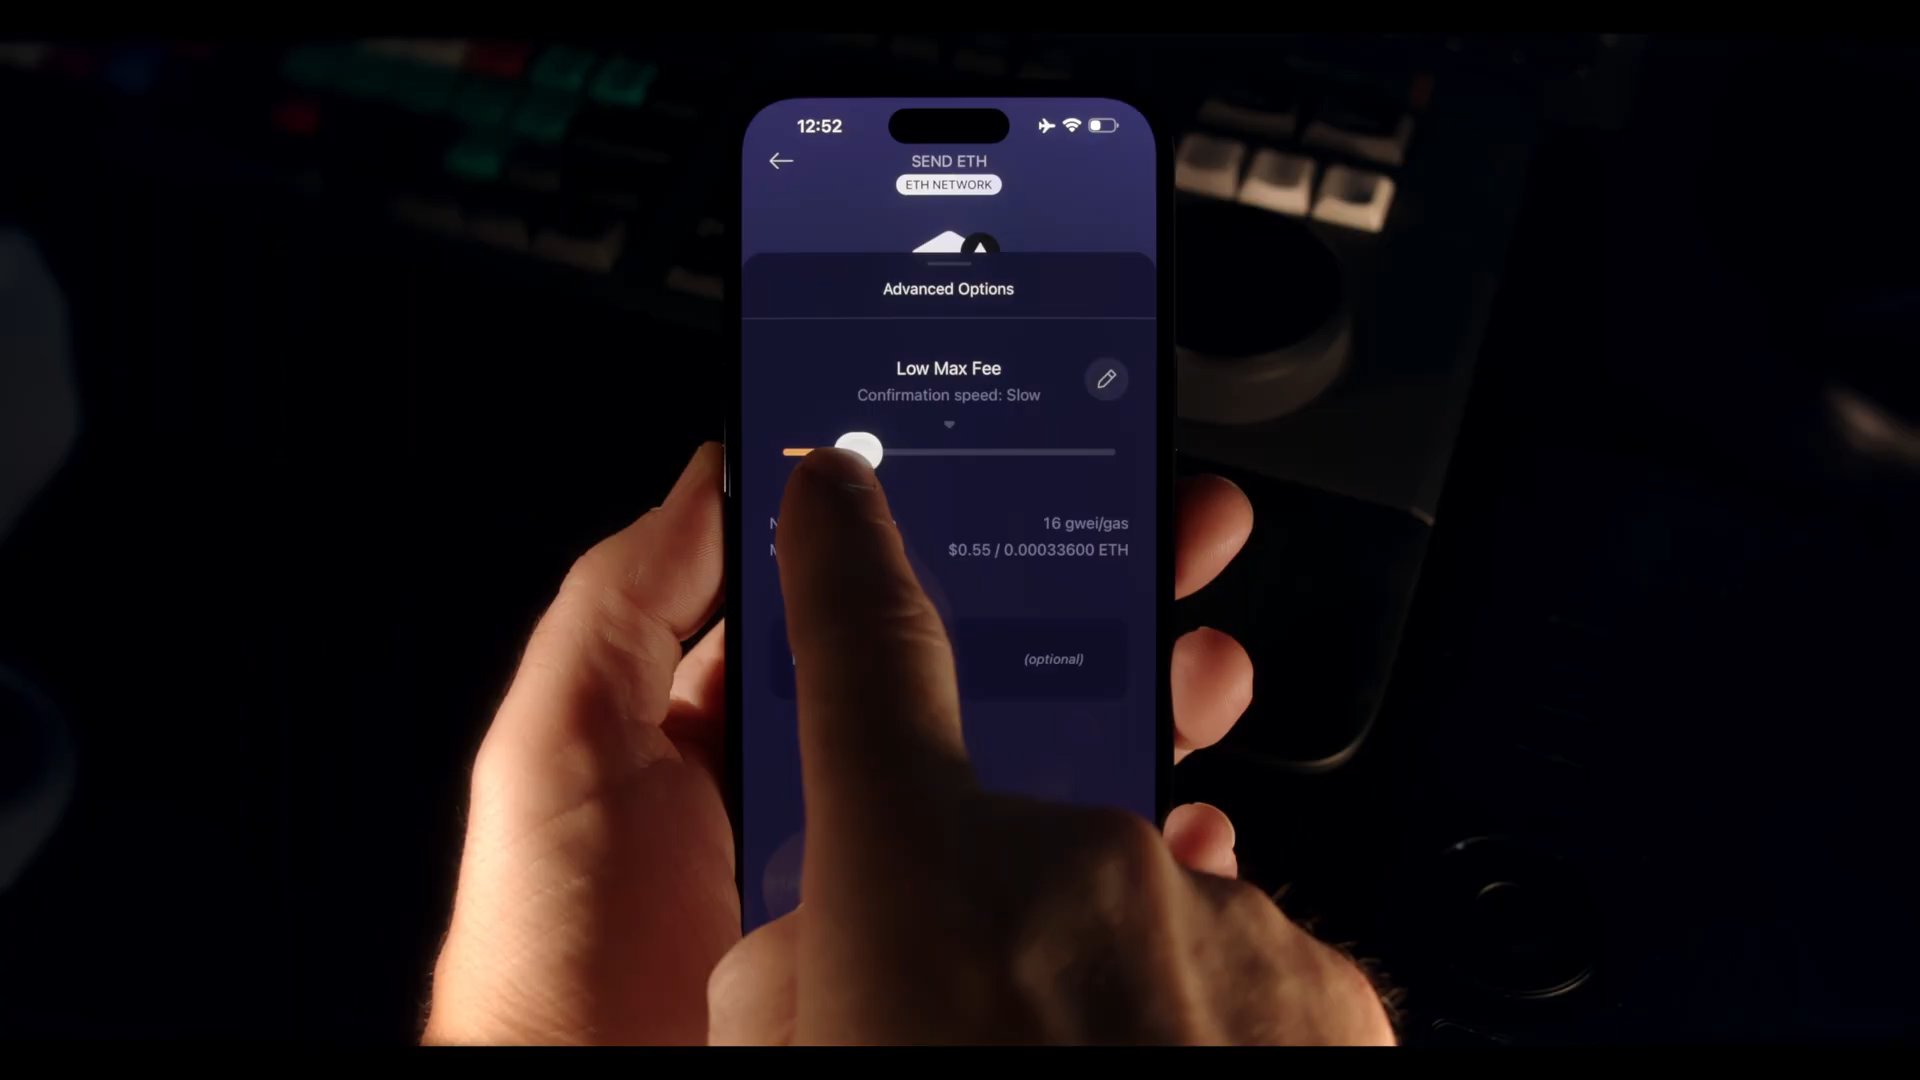 12:52
SEND ETH
ETH NETWORK
Advanced Options
Low Max Fee
Confirmation speed: Slow
16 gwei/gas
$0.55 / 0.00033600 ETH
(optional)